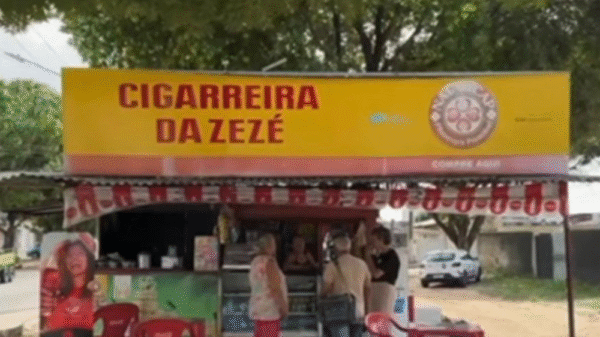 CIGARREIRA
DA ZEZÉ
COMPRE AQUI